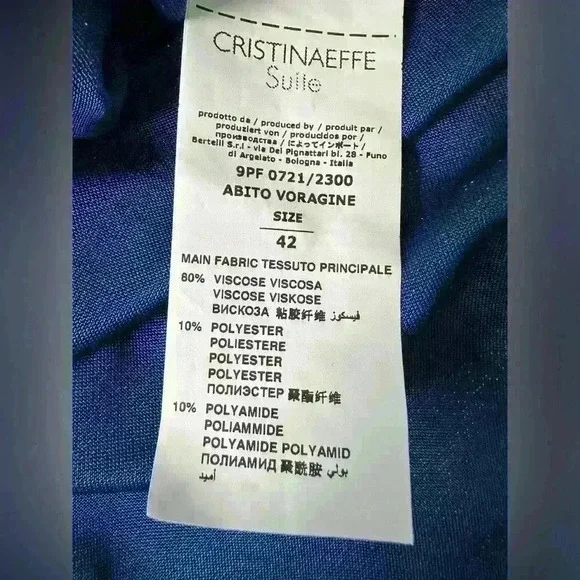 CRISTINAEFFE
Suite
prodotto da / produced by / produit par /
produziert von / producidos por /
производства / によってインポート /
Bertelli S.r.l - via Dei Pignattari bl. 28 - Funo
di Argelato - Bologna - Italia
9PF 0721/2300
ABITO VORAGINE
SIZE
42
MAIN FABRIC TESSUTO PRINCIPALE
80% VISCOSE VISCOSA
VISCOSE VISKOSE
ВИСКОЗА 粘胶纤维 فيسكوز
10% POLYESTER
POLIESTERE
POLYESTER
POLYESTER
ПОЛИЭСТЕР 聚酯纤维
10% POLYAMIDE
POLIAMMIDE
POLYAMIDE POLYAMID
ПОЛИАМИД 聚酰胺 بولي
أميد